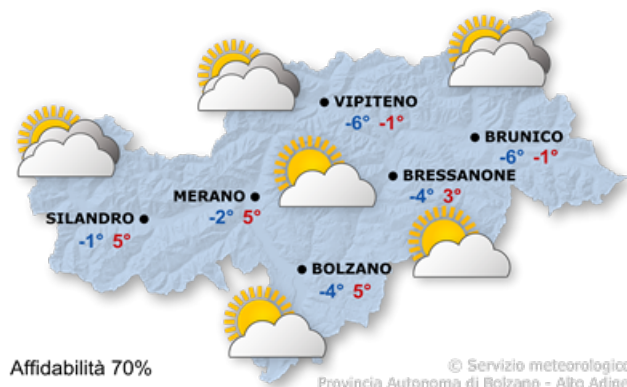 VIPITENO
-6° -1°
BRUNICO
-6° -1°
BRESSANONE
-4° 3°
MERANO
-2° 5°
SILANDRO
-1° 5°
BOLZANO
-4° 5°
Affidabilità 70%
© Servizio meteorologico
Provincia Autonoma di Bolzano - Alto Adige